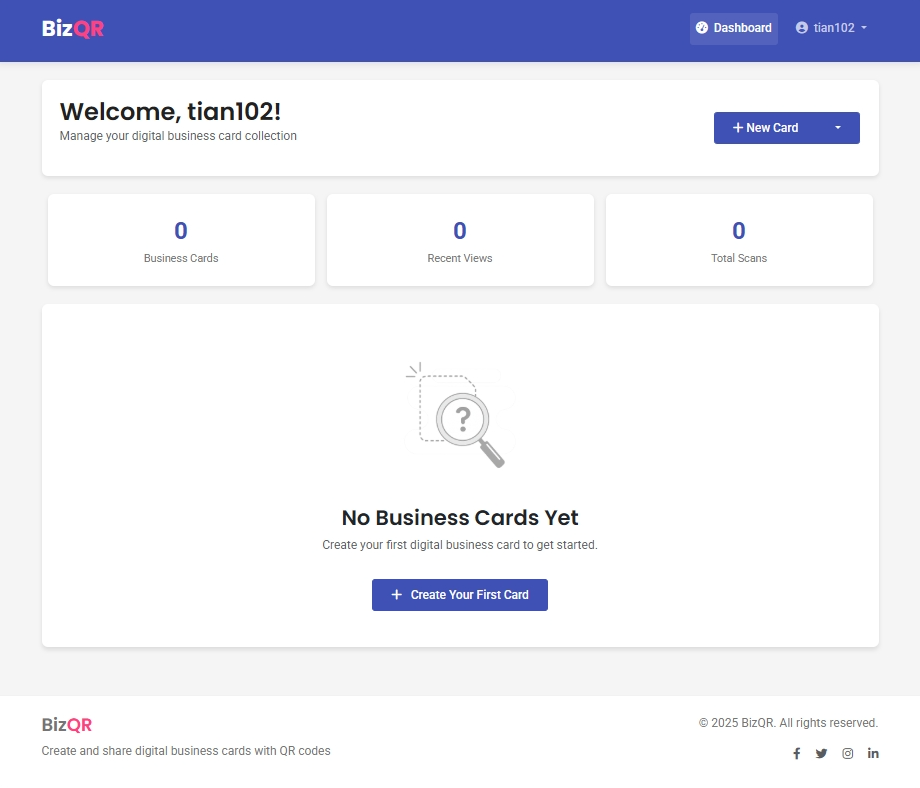 BizQR
Dashboard
tian102
Welcome, tian102!
Manage your digital business card collection
+ New Card
0
Business Cards
0
Recent Views
0
Total Scans
?
No Business Cards Yet
Create your first digital business card to get started.
+ Create Your First Card
BizQR
Create and share digital business cards with QR codes
© 2025 BizQR. All rights reserved.